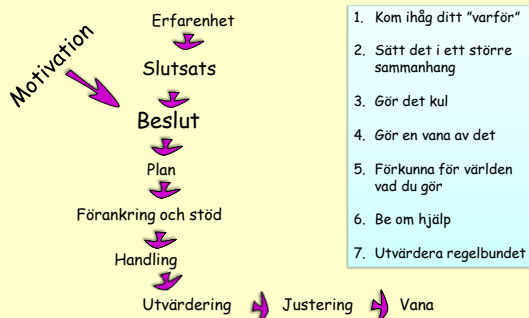 Erfarenhet
Motivation
Slutsats
Beslut
Plan
Förankring och stöd
Handling
Utvärdering Justering Vana
1. Kom ihåg ditt ”varför”
2. Sätt det i ett större
sammanhang
3. Gör det kul
4. Gör en vana av det
5. Förkunna för världen
vad du gör
6. Be om hjälp
7. Utvärdera regelbundet